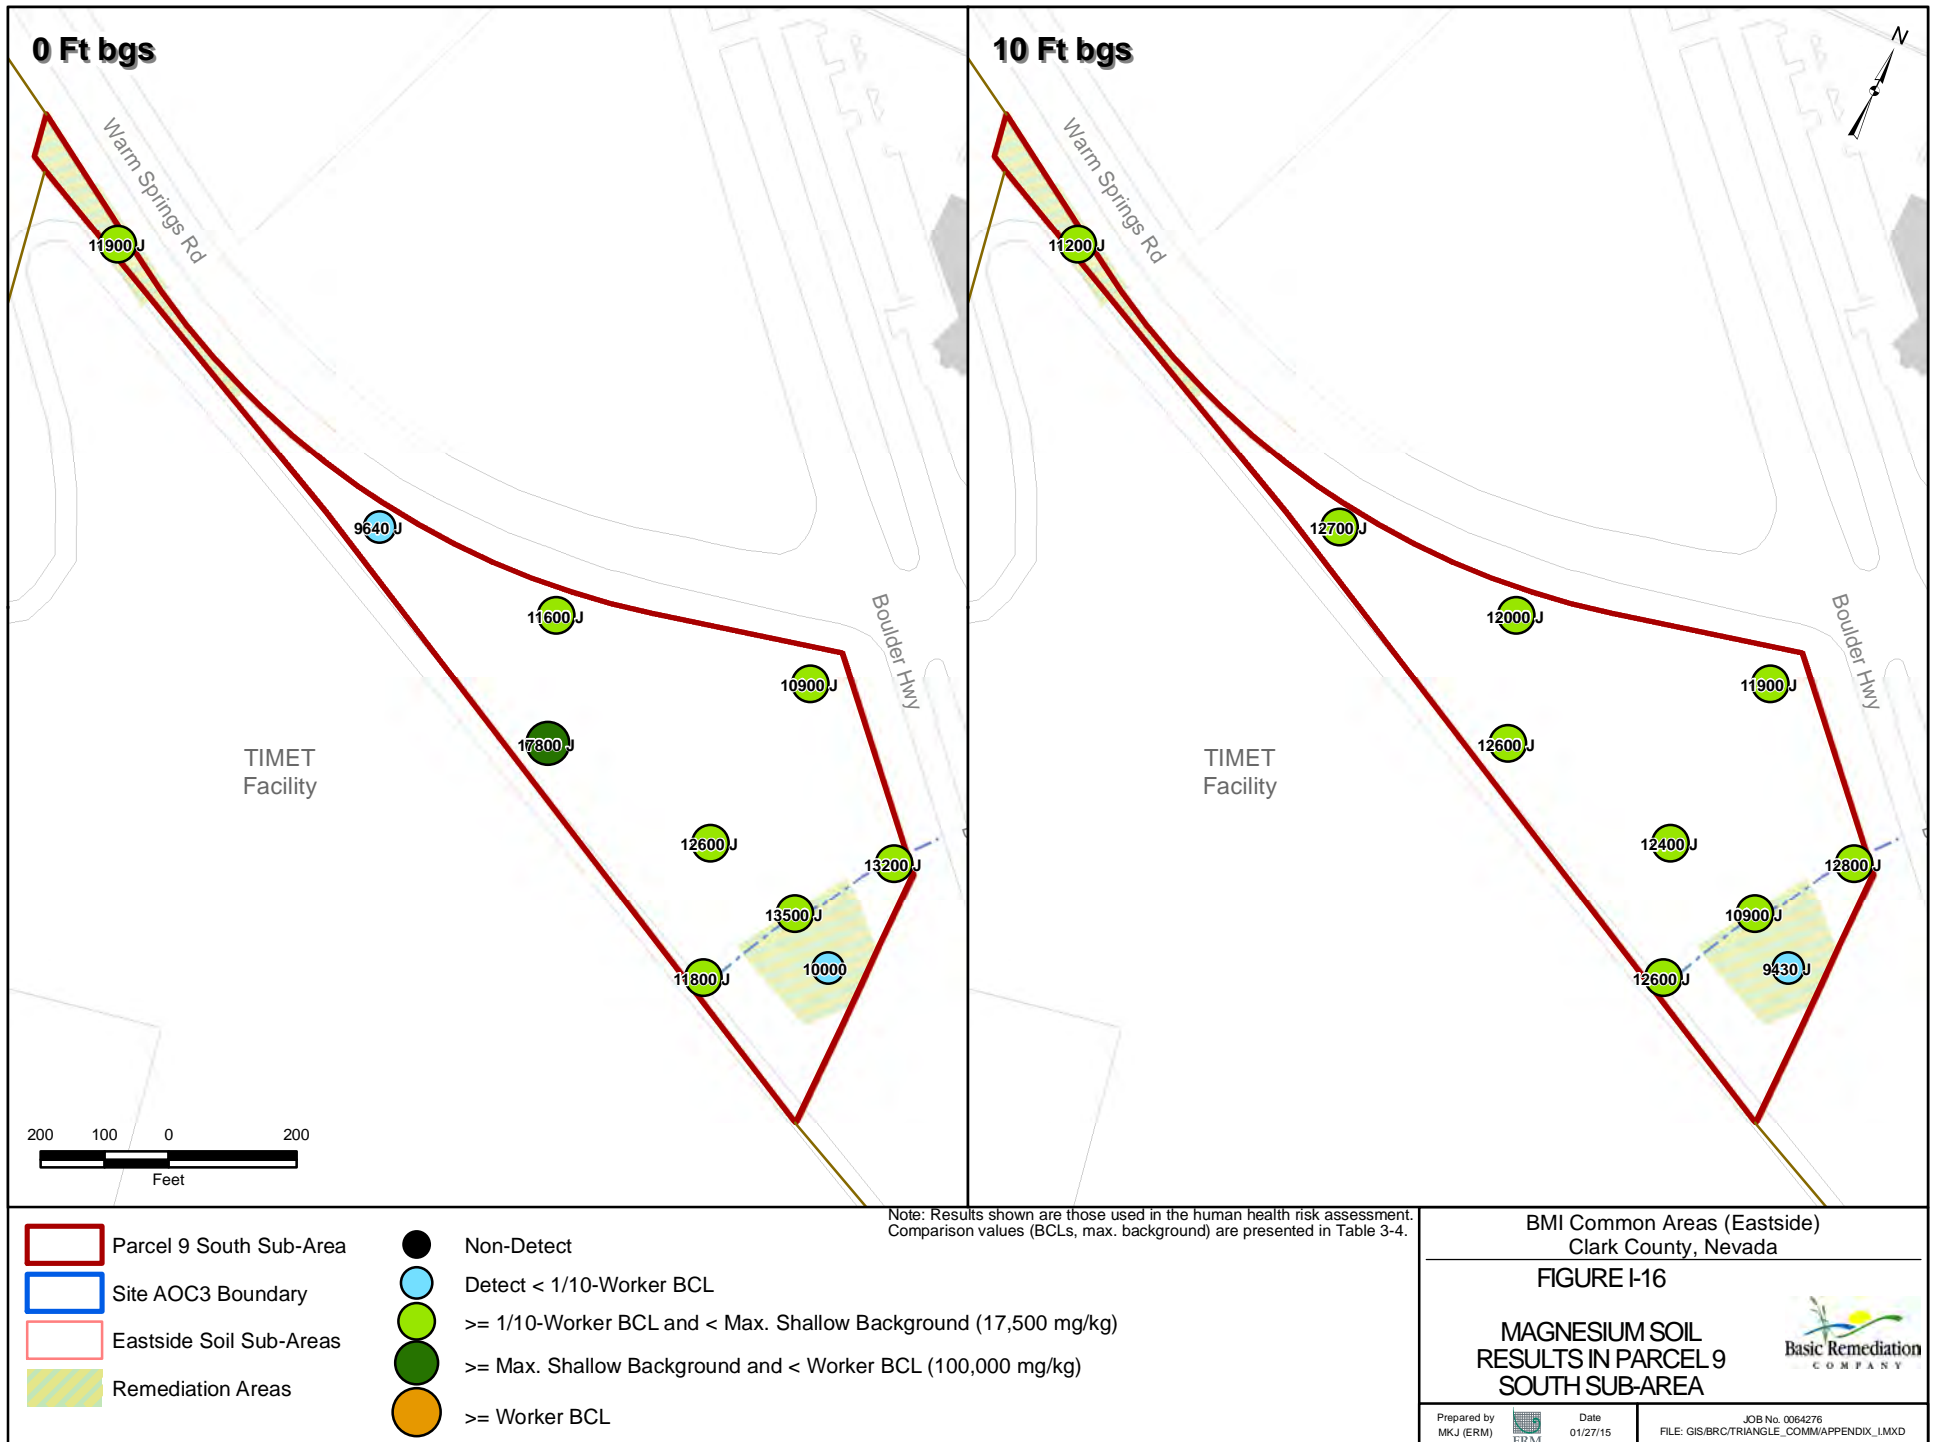 0 Ft bgs
Warm Springs Rd
11900 J
9640 J
11600 J
10900 J
Boulder Hwy
17800 J
TIMET
Facility
12600 J
13200 J
13500 J
10000
11800 J
200 100 0 200
Feet
10 Ft bgs
N
Warm Springs Rd
11200 J
12700 J
12000 J
11900 J
Boulder Hwy
12600 J
TIMET
Facility
12400 J
12800 J
10900 J
9430 J
12600 J
Note: Results shown are those used in the human health risk assessment.
Comparison values (BCLs, max. background) are presented in Table 3-4.
Parcel 9 South Sub-Area
Site AOC3 Boundary
Eastside Soil Sub-Areas
Remediation Areas
Non-Detect
Detect < 1/10-Worker BCL
>= 1/10-Worker BCL and < Max. Shallow Background (17,500 mg/kg)
>= Max. Shallow Background and < Worker BCL (100,000 mg/kg)
>= Worker BCL
BMI Common Areas (Eastside)
Clark County, Nevada
FIGURE I-16
MAGNESIUM SOIL
RESULTS IN PARCEL 9
SOUTH SUB-AREA
Basic Remediation
COMPANY
Prepared by
MKJ (ERM)
ERM
Date
01/27/15
JOB No. 0064276
FILE: GIS/BRC/TRIANGLE_COMM/APPENDIX_I.MXD